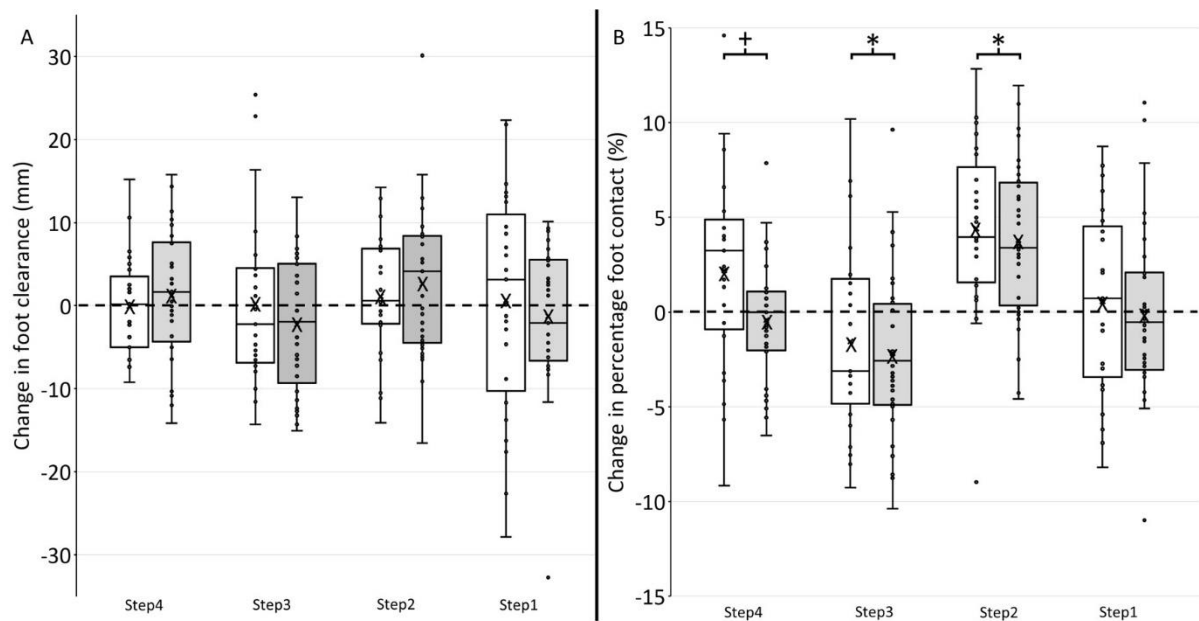 A
Change in foot clearance (mm)
30
20
10
0
-10
-20
-30
Step4
Step3
Step2
Step1
B
Change in percentage foot contact (%)
15
10
5
0
-5
-10
-15
+
*
*
Step4
Step3
Step2
Step1